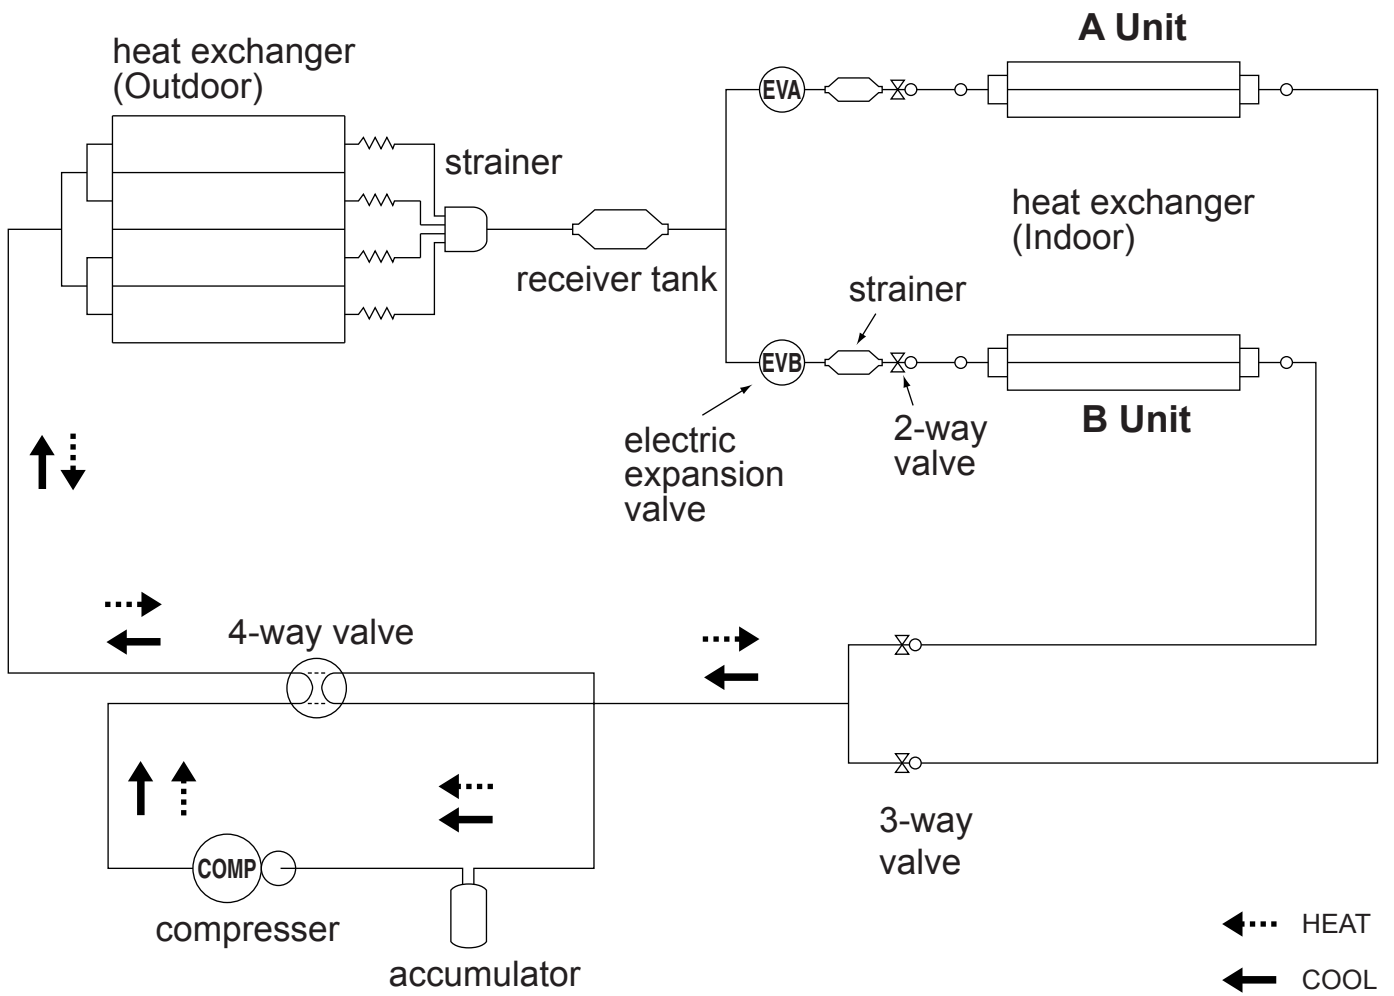 A Unit
heat exchanger
(Outdoor)
EVA
strainer
heat exchanger
(Indoor)
receiver tank
strainer
EVB
B Unit
2-way
valve
electric
expansion
valve
4-way valve
3-way
valve
COMP
compresser
accumulator
HEAT
COOL